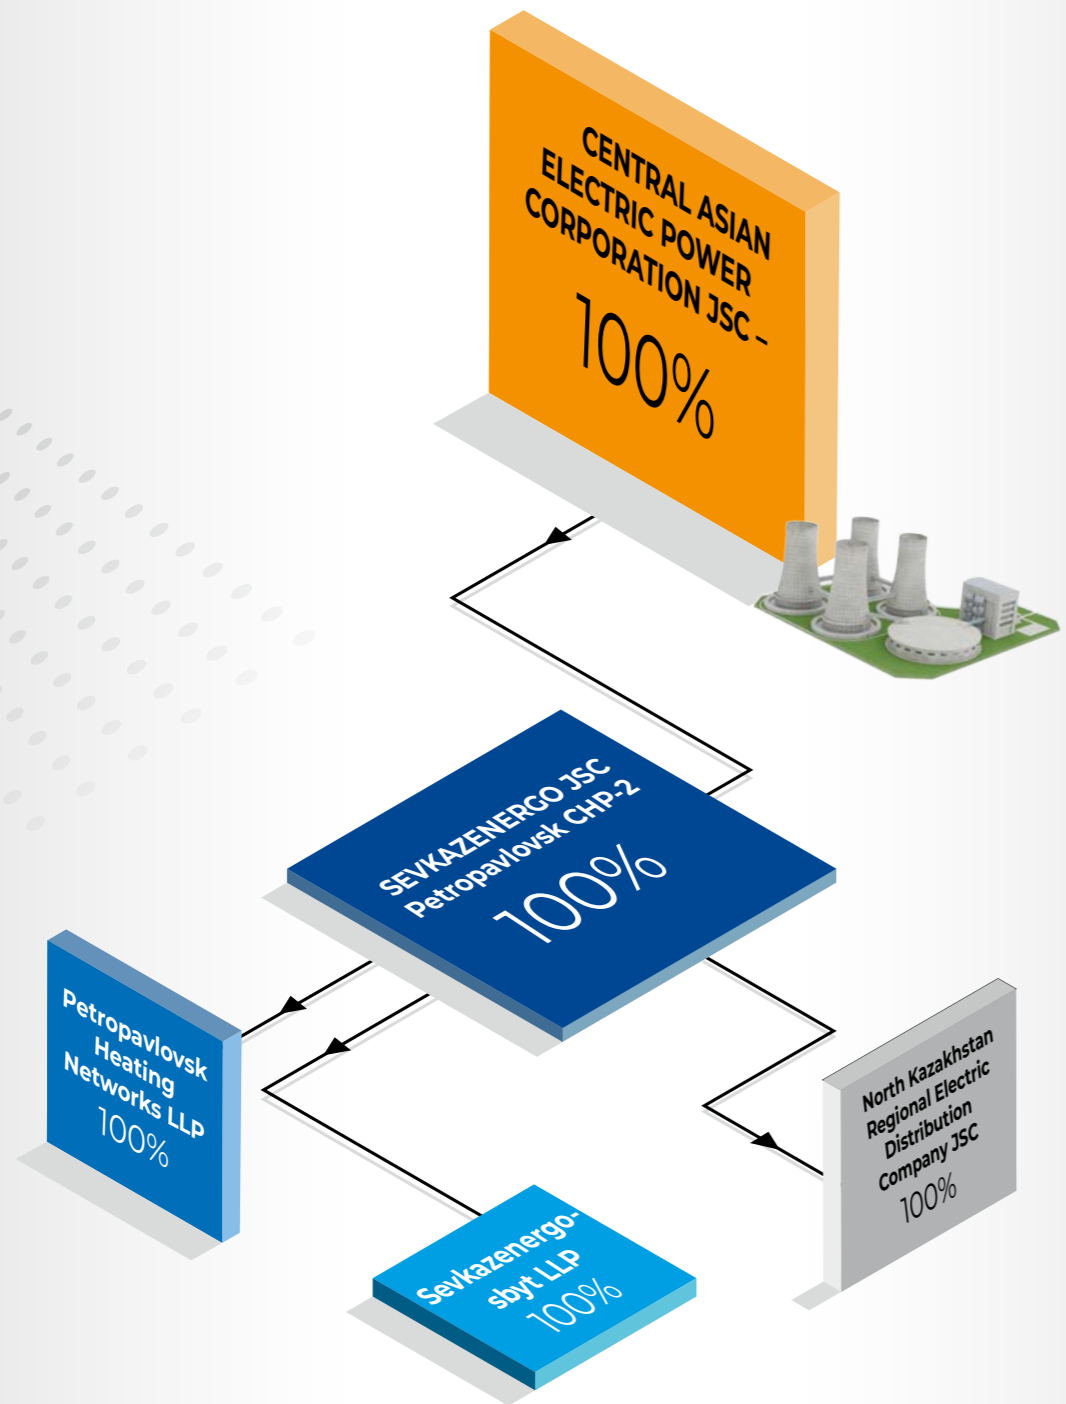 CENTRAL ASIAN
ELECTRIC POWER
CORPORATION JSC –
100%
SEVKAZENERGO JSC
Petropavlovsk CHP-2
100%
Petropavlovsk
Heating
Networks LLP
100%
North Kazakhstan
Regional Electric
Distribution
Company JSC
100%
Sevkazenergo-
sbyt LLP
100%